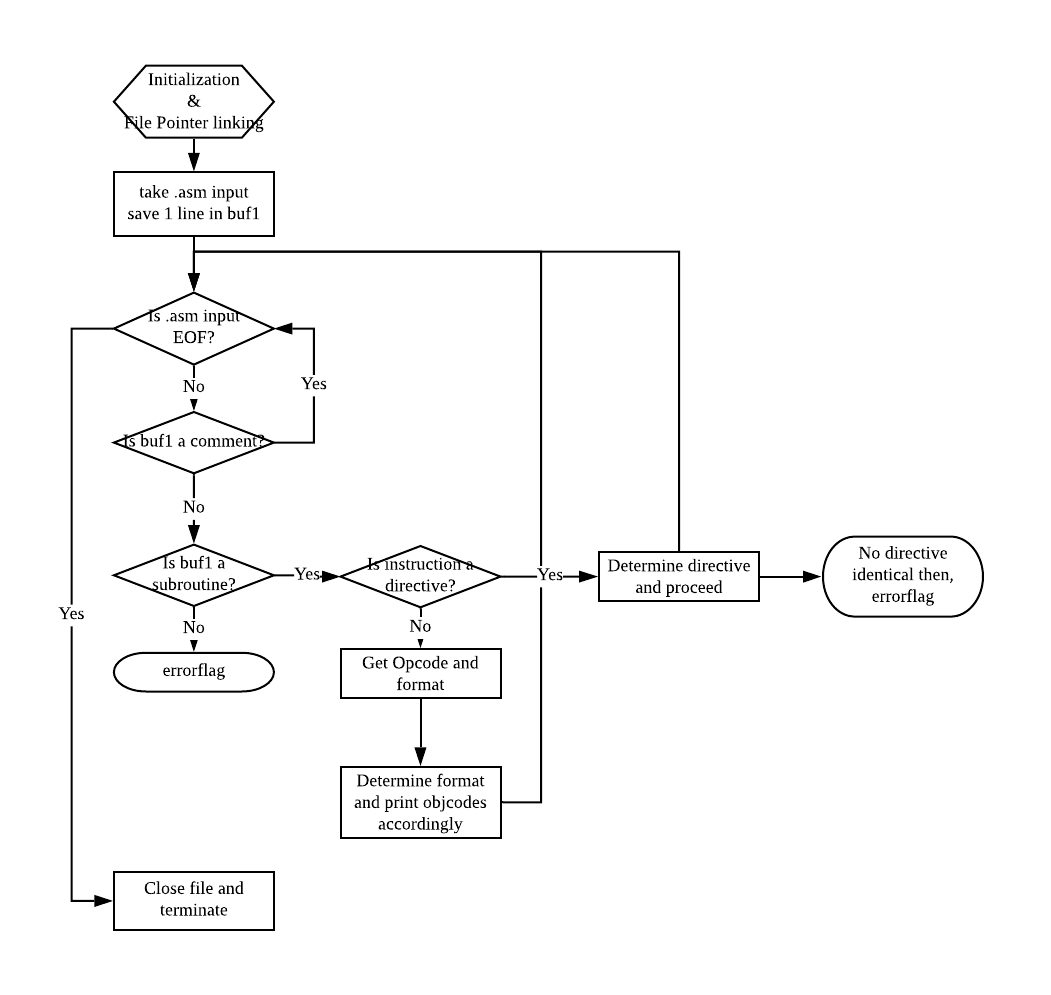 Initialization
&
File Pointer linking
take .asm input
save 1 line in buf1
Is .asm input
EOF?
No
Yes
Is buf1 a comment?
No
Is buf1 a
subroutine?
Yes
Is instruction a
directive?
Yes
Determine directive
and proceed
No directive
identical then,
errorflag
Yes
No
No
errorflag
Get Opcode and
format
Determine format
and print objcodes
accordingly
Close file and
terminate